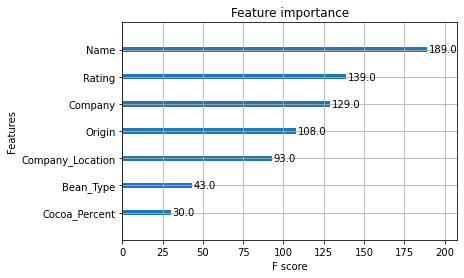 Feature importance
Features
Name 189.0
Rating 139.0
Company 129.0
Origin 108.0
Company_Location 93.0
Bean_Type 43.0
Cocoa_Percent 30.0
0 25 50 75 100 125 150 175 200
F score